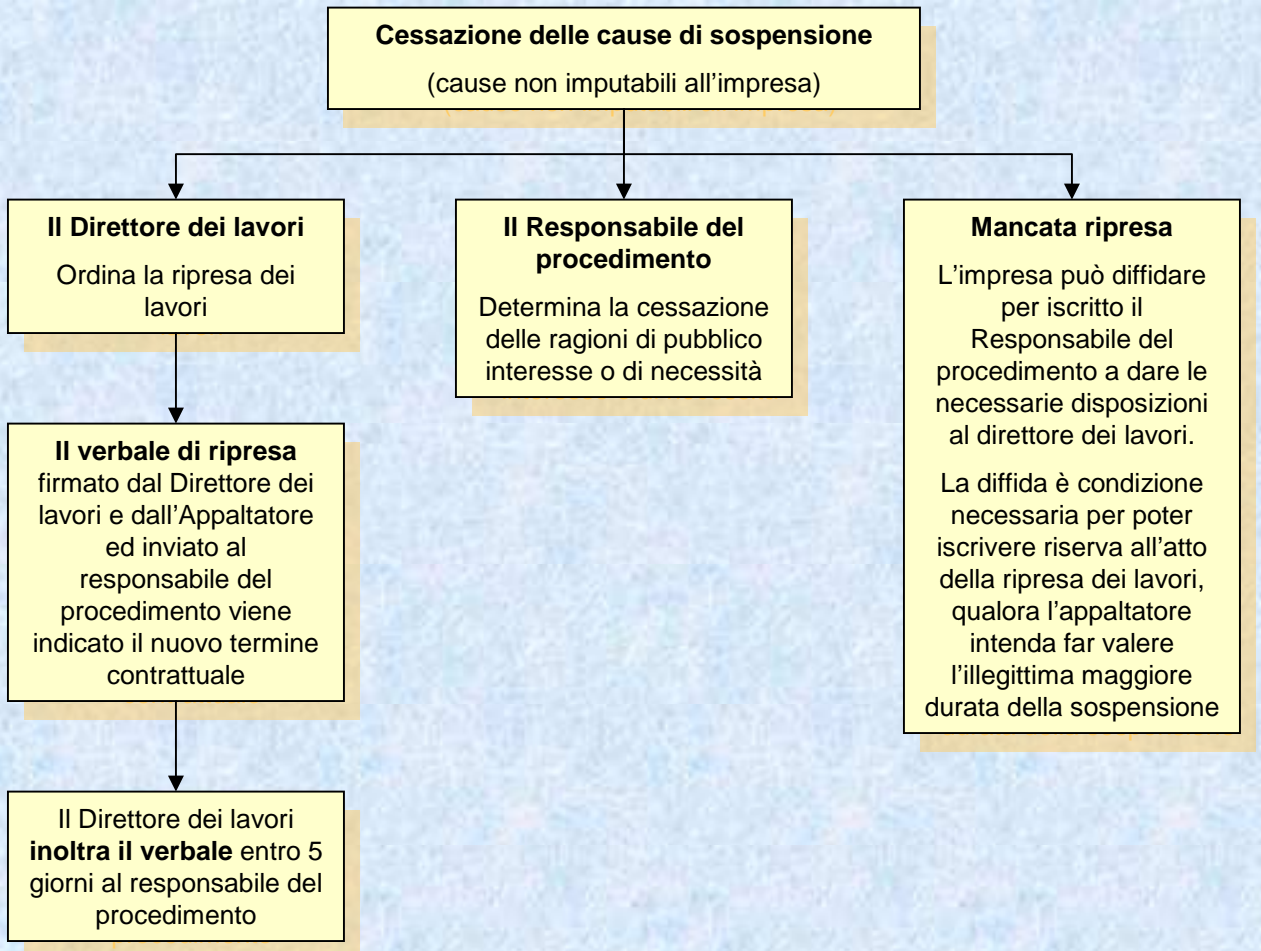 Cessazione delle cause di sospensione
(cause non imputabili all'impresa)
Il Direttore dei lavori
Ordina la ripresa dei
lavori
Il verbale di ripresa
firmato dal Direttore dei
lavori e dall'Appaltatore
ed inviato al
responsabile del
procedimento viene
indicato il nuovo termine
contrattuale
Il Direttore dei lavori
inoltra il verbale entro 5
giorni al responsabile del
procedimento
Il Responsabile del
procedimento
Determina la cessazione
delle ragioni di pubblico
interesse o di necessità
Mancata ripresa
L'impresa può diffidare
per iscritto il
Responsabile del
procedimento a dare le
necessarie disposizioni
al direttore dei lavori.
La diffida è condizione
necessaria per poter
iscrivere riserva all'atto
della ripresa dei lavori,
qualora l'appaltatore
intenda far valere
l'illegittima maggiore
durata della sospensione